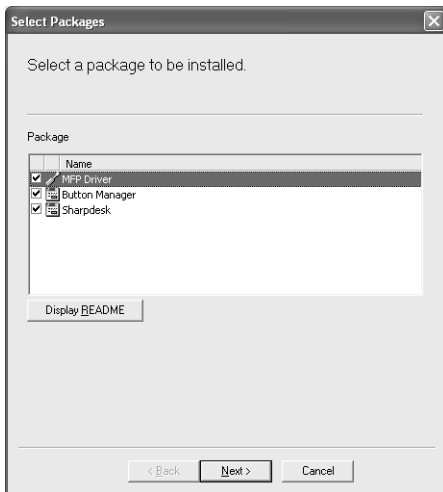 Select Packages
Select a package to be installed.
Package
Name
MFP Driver
Button Manager
Sharpdesk
Display README
< Back
Next >
Cancel